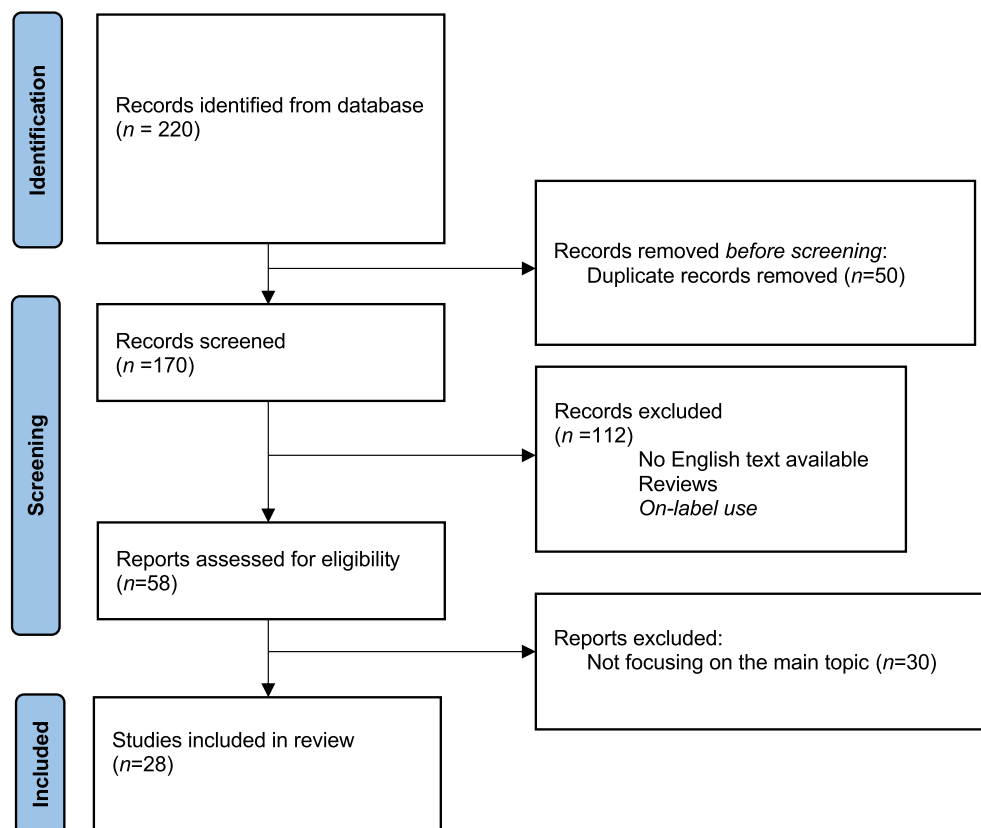 Identification
Records identified from database
(n = 220)
Records removed before screening:
Duplicate records removed (n=50)
Screening
Records screened
(n =170)
Records excluded
(n =112)
No English text available
Reviews
On-label use
Reports assessed for eligibility
(n=58)
Reports excluded:
Not focusing on the main topic (n=30)
Included
Studies included in review
(n=28)